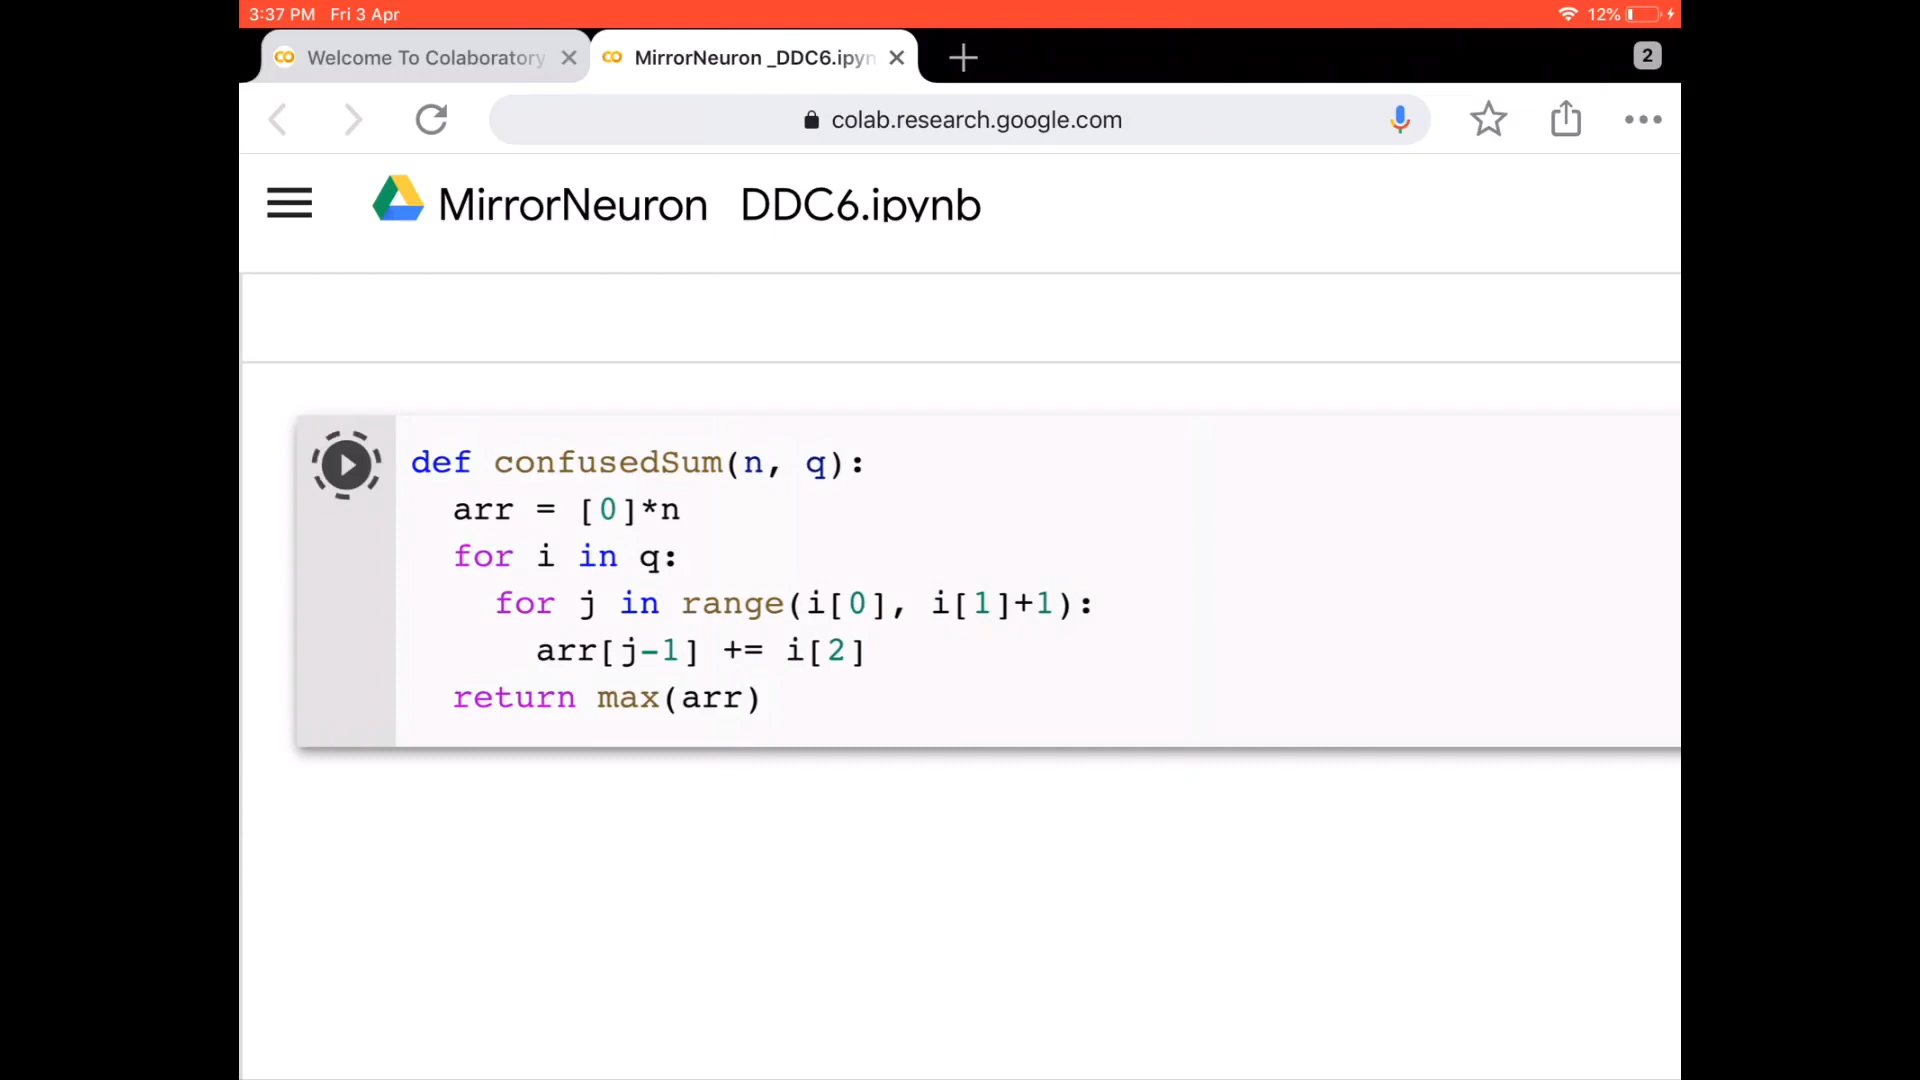 3:37 PM Fri 3 Apr 12%
Welcome To Colaboratory MirrorNeuron _DDC6.ipyn 2
colab.research.google.com
MirrorNeuron DDC6.ipynb
def confusedSum(n, q):
arr = [0]*n
for i in q:
for j in range(i[0], i[1]+1):
arr[j-1] += i[2]
return max(arr)